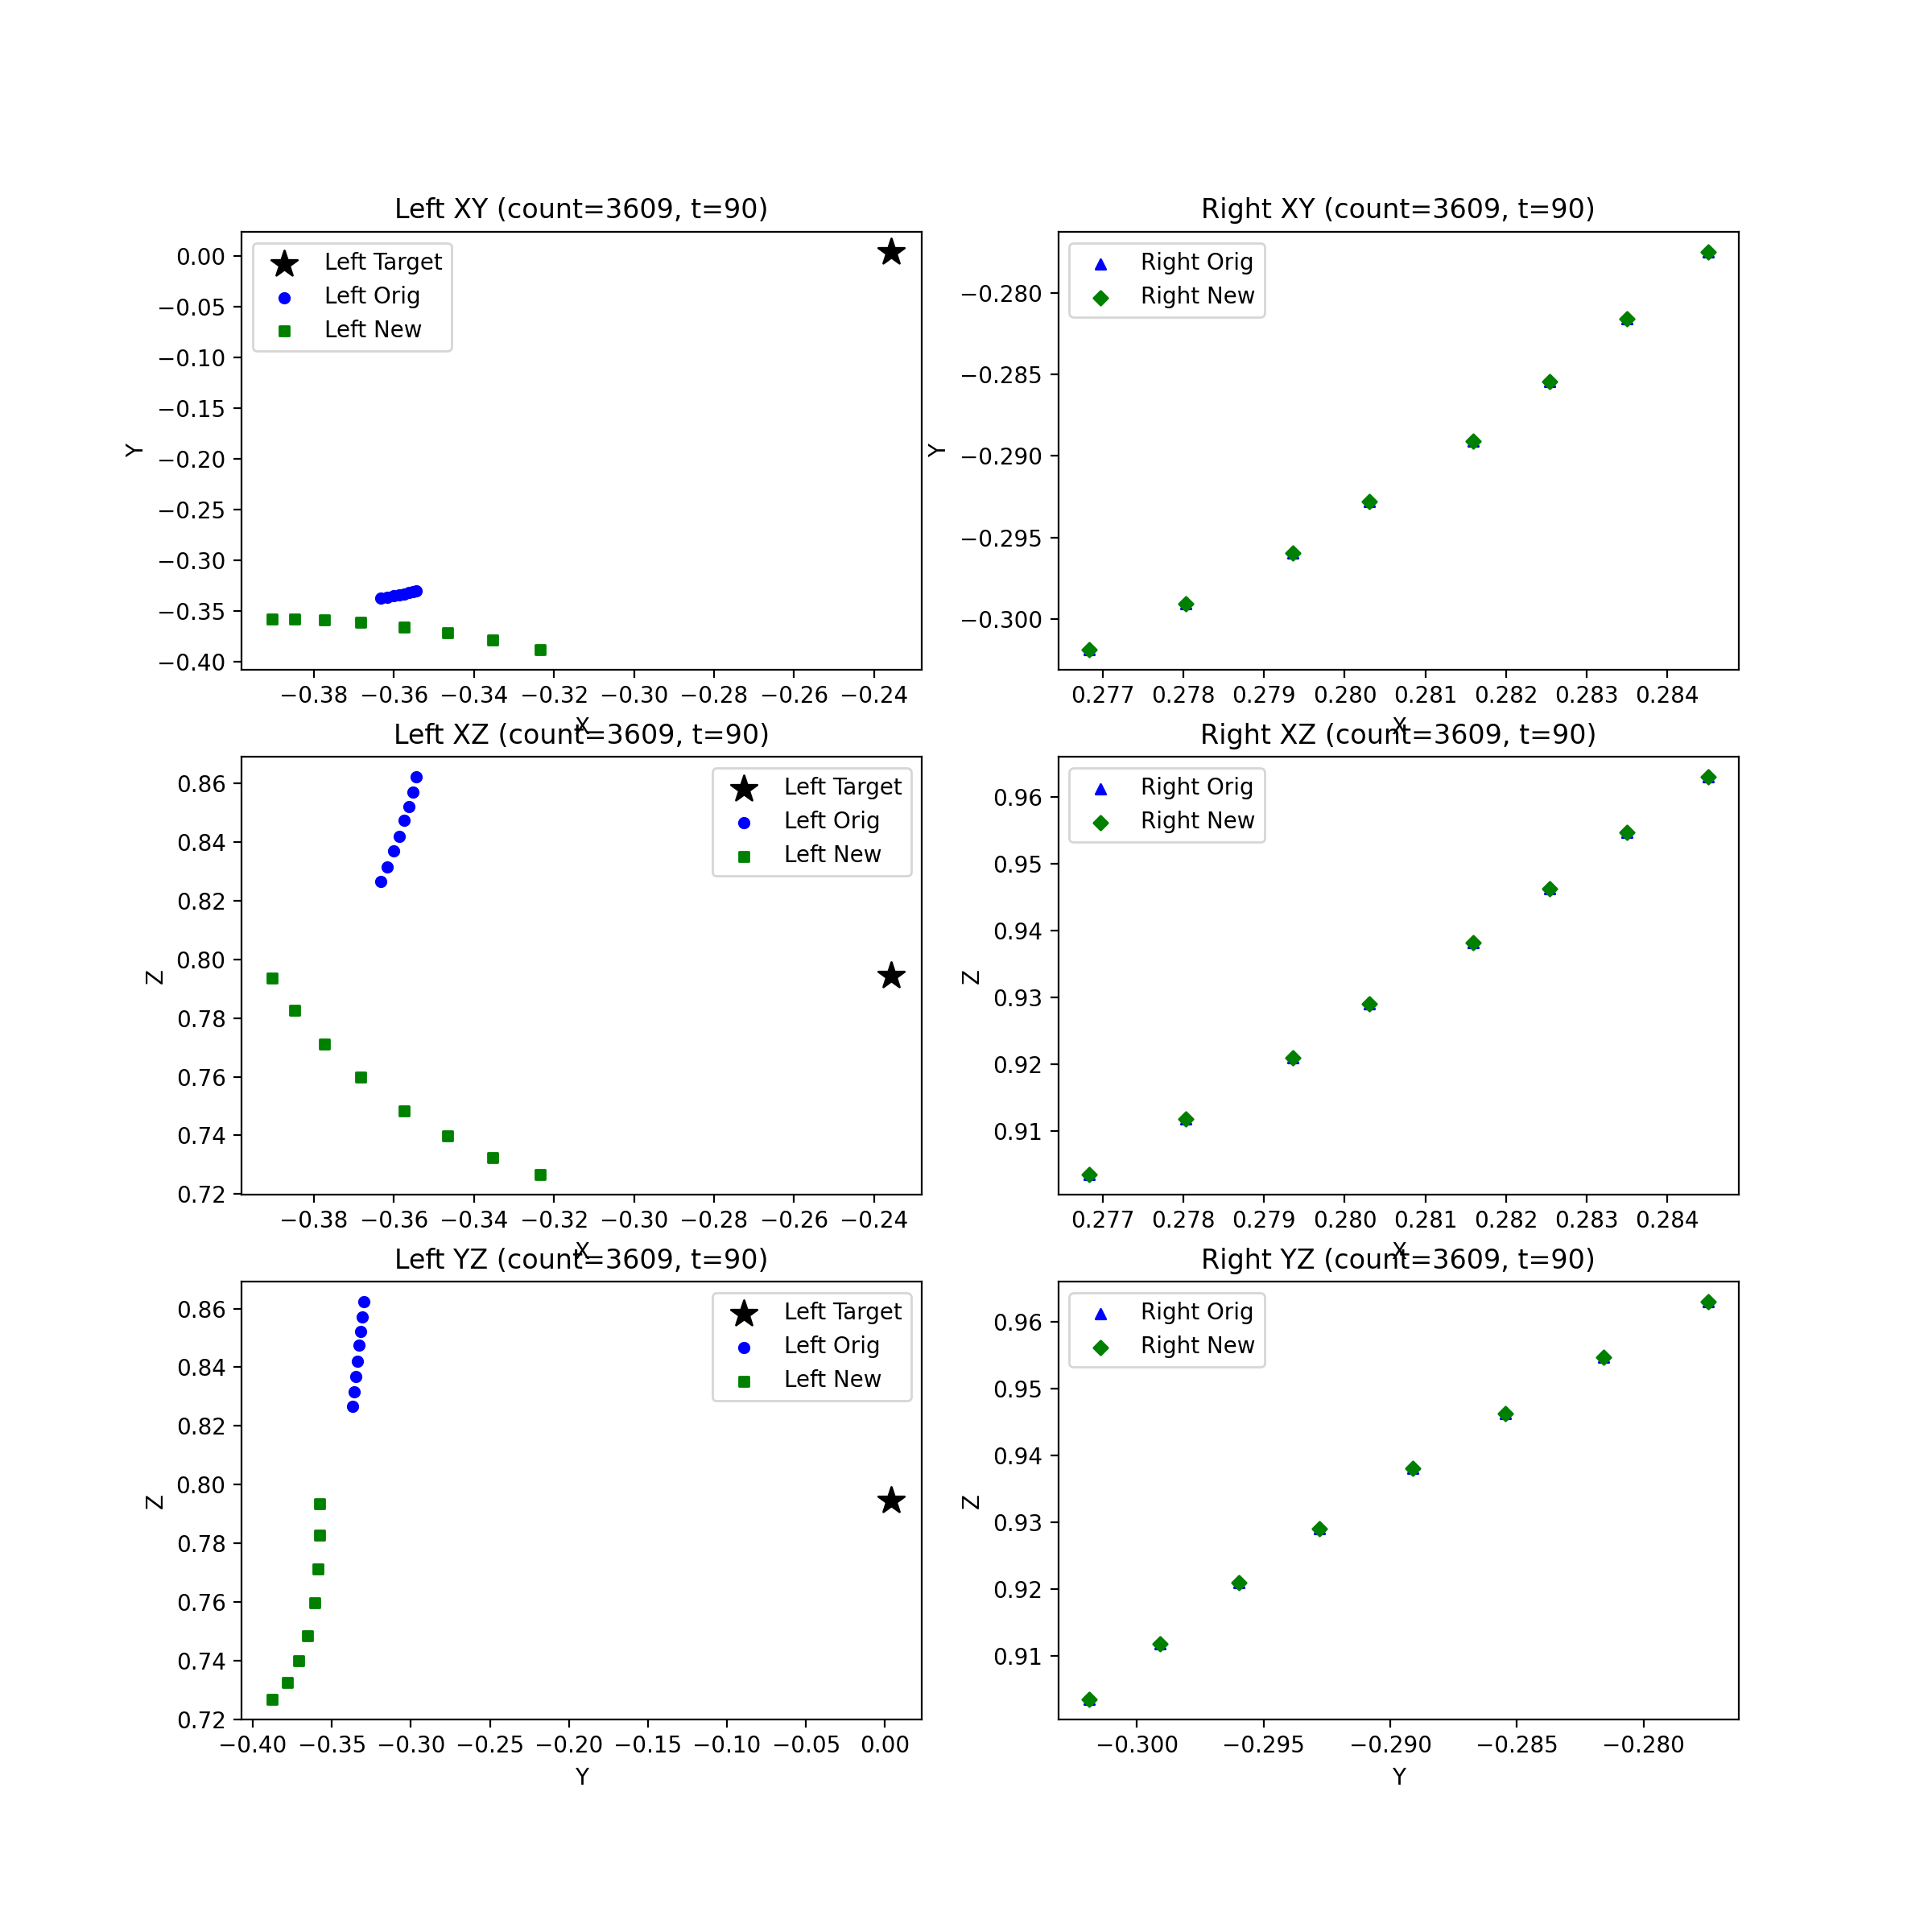 Left XY (count=3609, t=90)
Left Target
Left Orig
Left New
0.00
−0.05
−0.10
−0.15
−0.20
−0.25
−0.30
−0.35
−0.40
Y
−0.38 −0.36 −0.34 −0.32 −0.30 −0.28 −0.26 −0.24
X
Right XY (count=3609, t=90)
Right Orig
Right New
−0.280
−0.285
−0.290
−0.295
−0.300
Y
0.277 0.278 0.279 0.280 0.281 0.282 0.283 0.284
X
Left XZ (count=3609, t=90)
Left Target
Left Orig
Left New
0.86
0.84
0.82
0.80
0.78
0.76
0.74
0.72
Z
−0.38 −0.36 −0.34 −0.32 −0.30 −0.28 −0.26 −0.24
X
Right XZ (count=3609, t=90)
Right Orig
Right New
0.96
0.95
0.94
0.93
0.92
0.91
Z
0.277 0.278 0.279 0.280 0.281 0.282 0.283 0.284
X
Left YZ (count=3609, t=90)
Left Target
Left Orig
Left New
0.86
0.84
0.82
0.80
0.78
0.76
0.74
0.72
Z
−0.40 −0.35 −0.30 −0.25 −0.20 −0.15 −0.10 −0.05 0.00
Y
Right YZ (count=3609, t=90)
Right Orig
Right New
0.96
0.95
0.94
0.93
0.92
0.91
Z
−0.300 −0.295 −0.290 −0.285 −0.280
Y